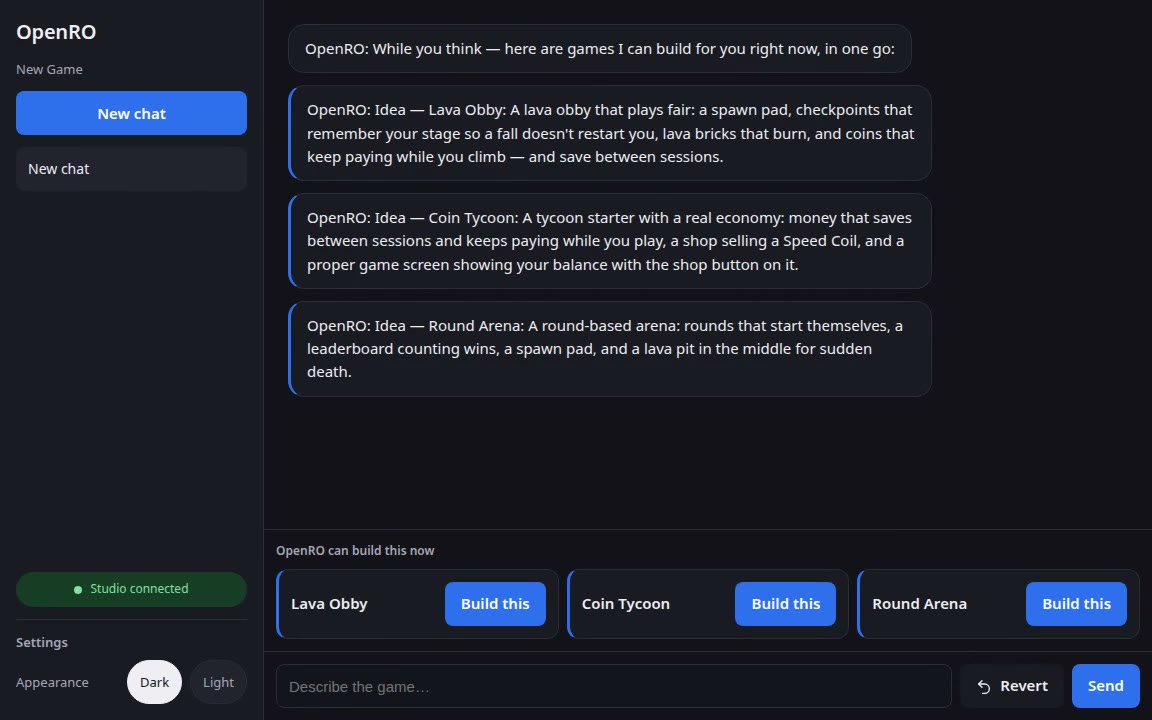 OpenRO
New Game
New chat
New chat
Studio connected
Settings
Appearance
Dark
Light
OpenRO: While you think — here are games I can build for you right now, in one go:
OpenRO: Idea — Lava Obby: A lava obby that plays fair: a spawn pad, checkpoints that
remember your stage so a fall doesn't restart you, lava bricks that burn, and coins that
keep paying while you climb — and save between sessions.
OpenRO: Idea — Coin Tycoon: A tycoon starter with a real economy: money that saves
between sessions and keeps paying while you play, a shop selling a Speed Coil, and a
proper game screen showing your balance with the shop button on it.
OpenRO: Idea — Round Arena: A round-based arena: rounds that start themselves, a
leaderboard counting wins, a spawn pad, and a lava pit in the middle for sudden
death.
OpenRO can build this now
Lava Obby
Build this
Coin Tycoon
Build this
Round Arena
Build this
Describe the game…
Revert
Send